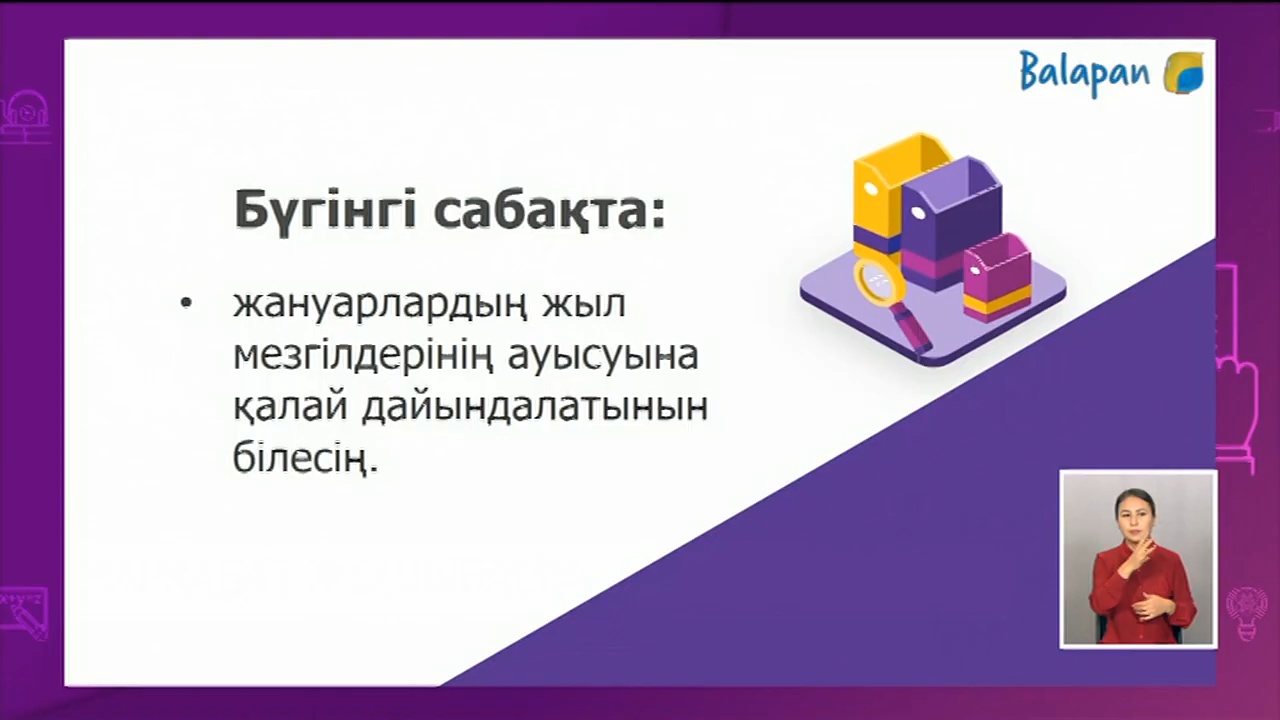 Balapan
Бүгінгі сабақта:
• жануарлардың жыл
мезгілдерінің ауысуына
қалай дайындалатынын
білесің.